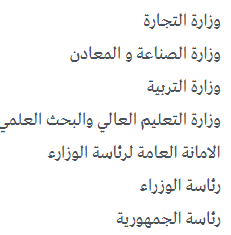 وزارة التجارة
وزارة الصناعة و المعادن
وزارة التربية
وزارة التعليم العالي والبحث العلمي
الامانة العامة لرئاسة الوزارء
رئاسة الوزراء
رئاسة الجمهورية